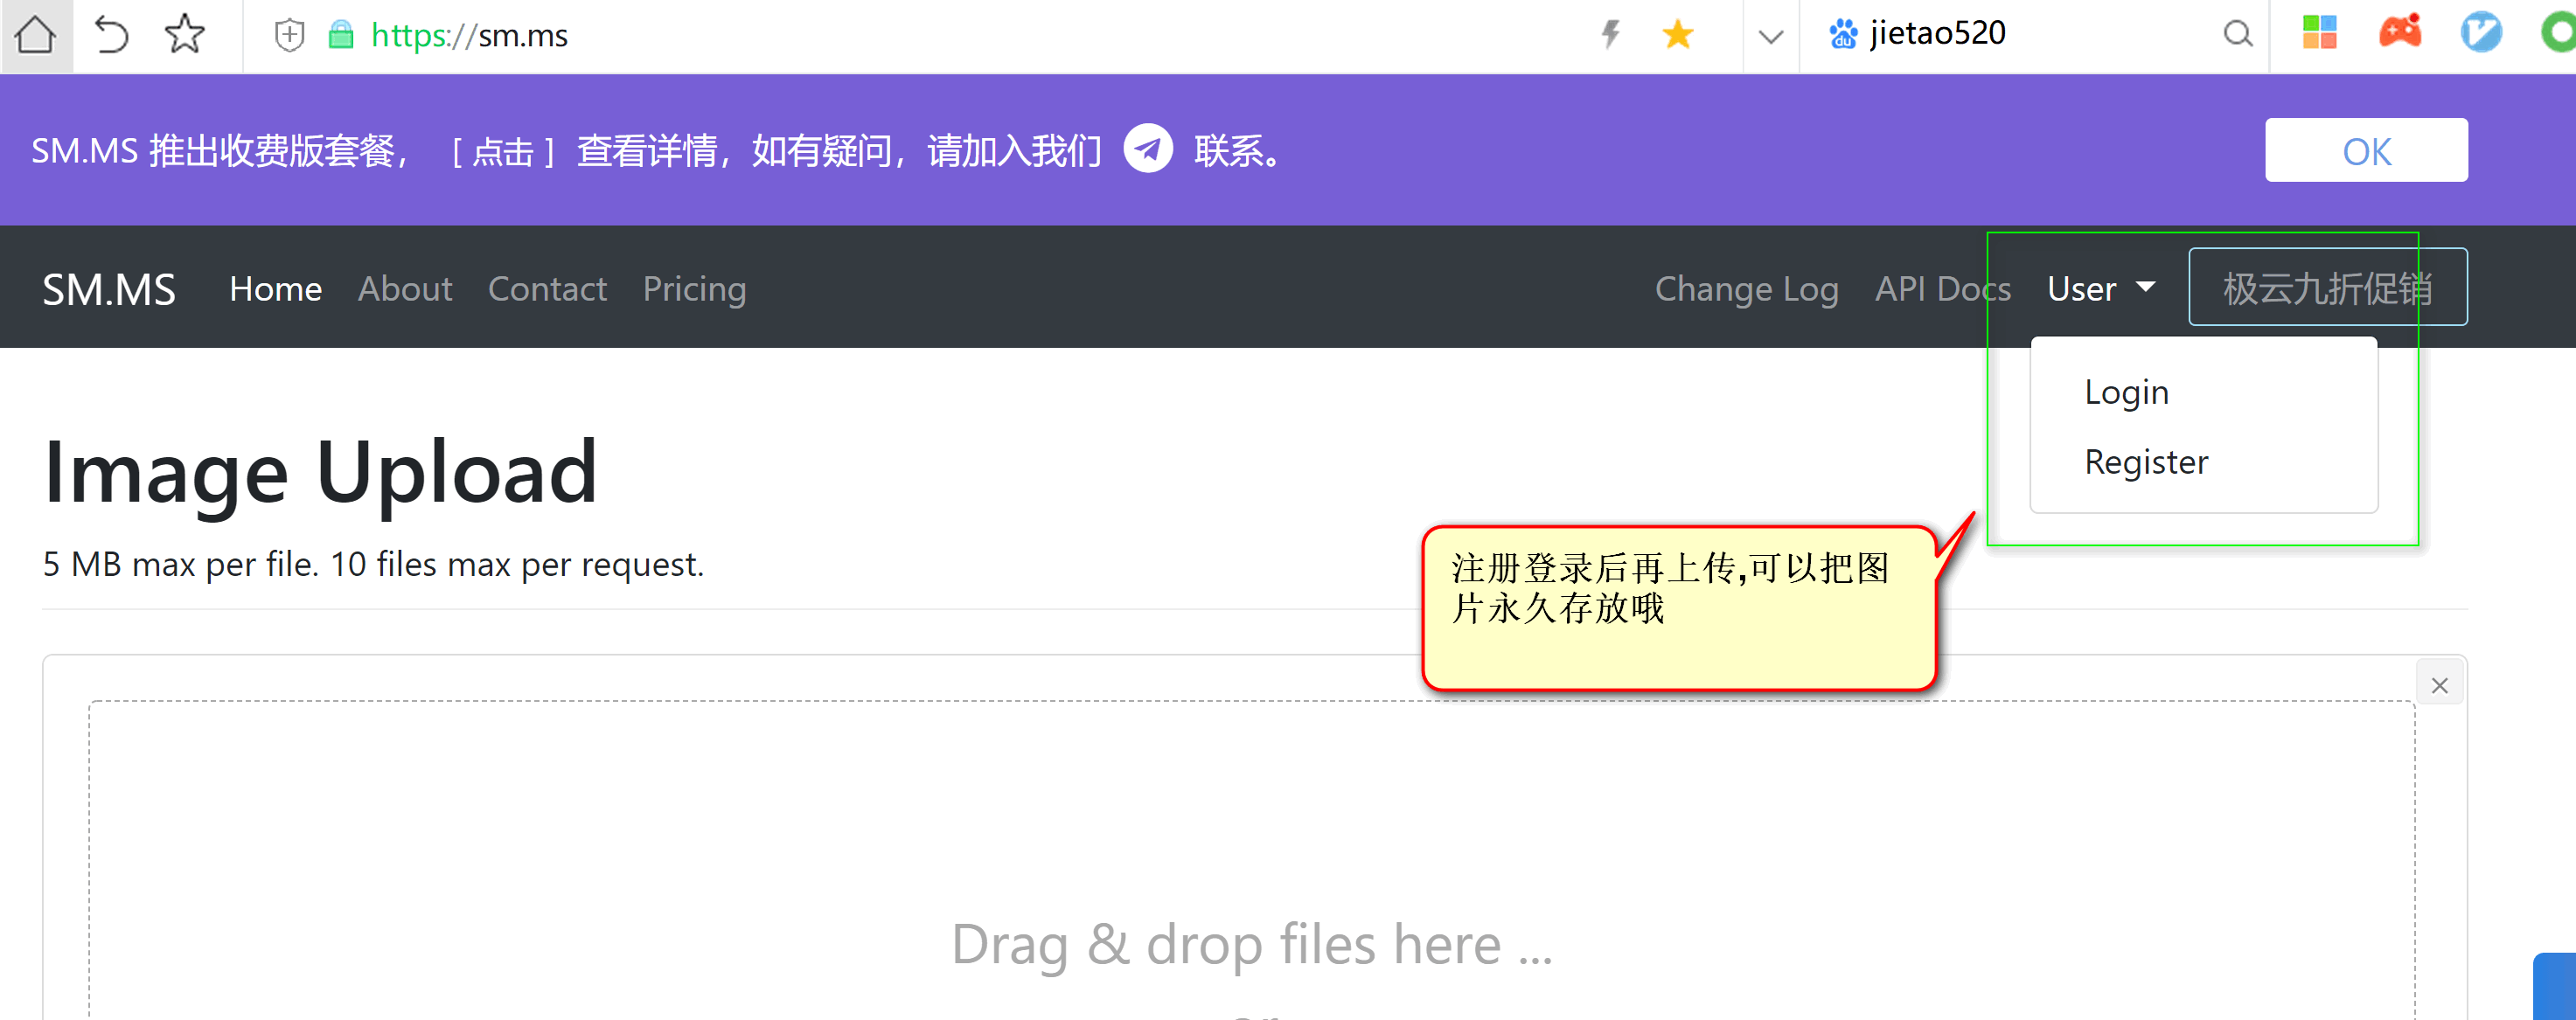 https://sm.ms
jietao520
SM.MS 推出收费版套餐， [ 点击 ] 查看详情，如有疑问，请加入我们 联系。
OK
SM.MS Home About Contact Pricing Change Log API Docs User 极云九折促销
Login
Register
Image Upload
5 MB max per file. 10 files max per request.
注册登录后再上传,可以把图
片永久存放哦
Drag & drop files here ...